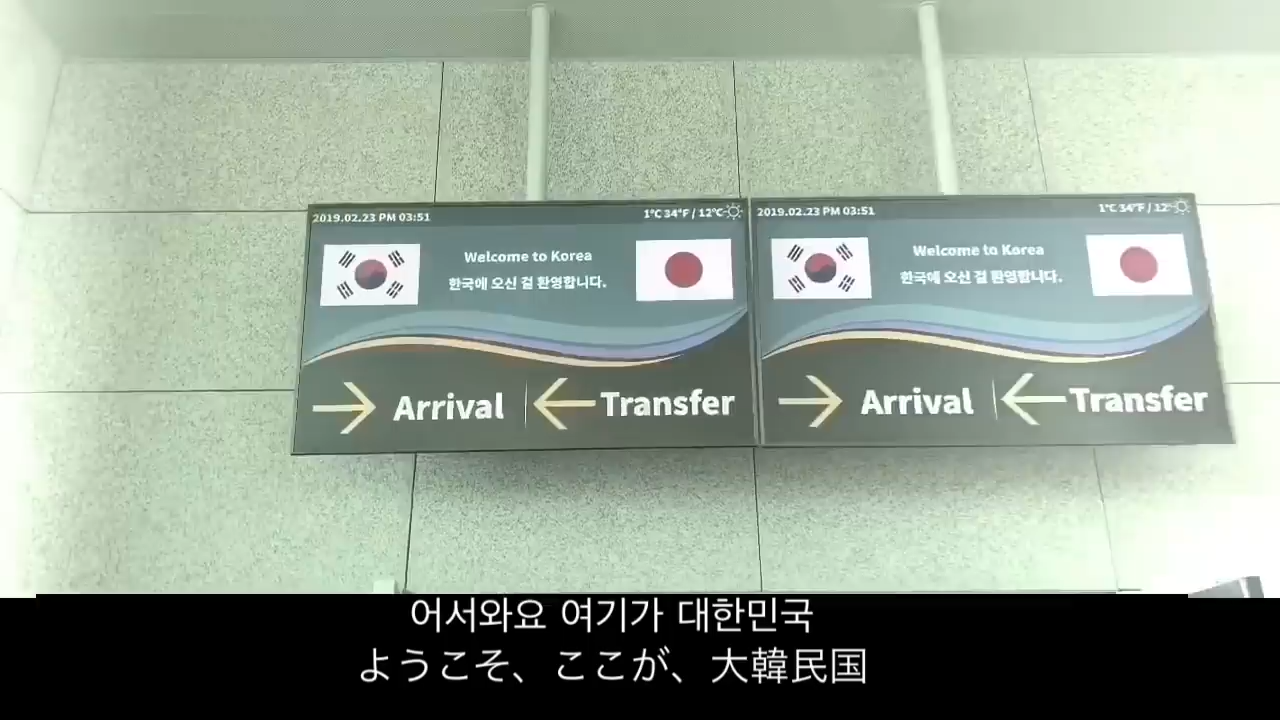 2019.02.23 PM 03:51
1°C 34°F / 12°C
Welcome to Korea
한국에 오신 걸 환영합니다.
Arrival
Transfer
2019.02.23 PM 03:51
1°C 34°F / 12°
Welcome to Korea
한국에 오신 걸 환영합니다.
Arrival
Transfer
어서와요 여기가 대한민국
ようこそ、ここが、大韓民国